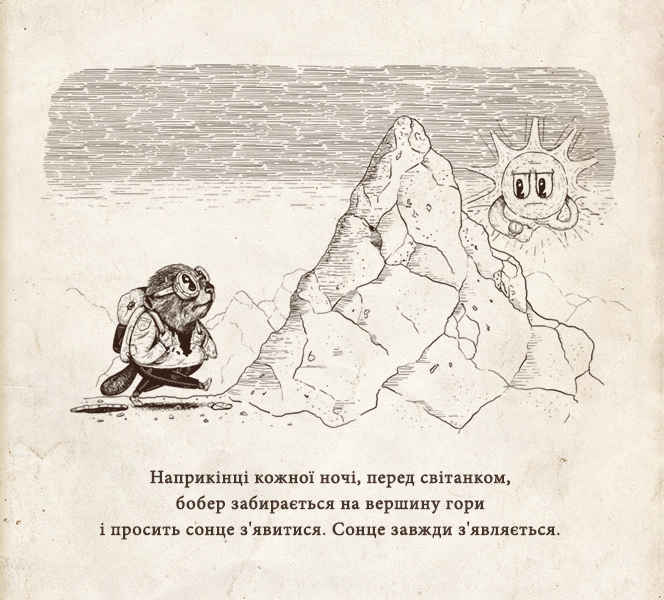 Наприкінці кожної ночі, перед світанком,
бобер забирається на вершину гори
і просить сонце з'явитися. Сонце завжди з'являється.